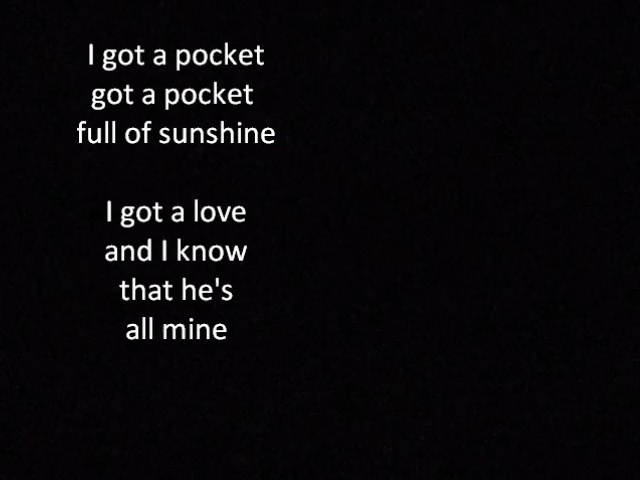 I got a pocket
got a pocket
full of sunshine
I got a love
and I know
that he's
all mine